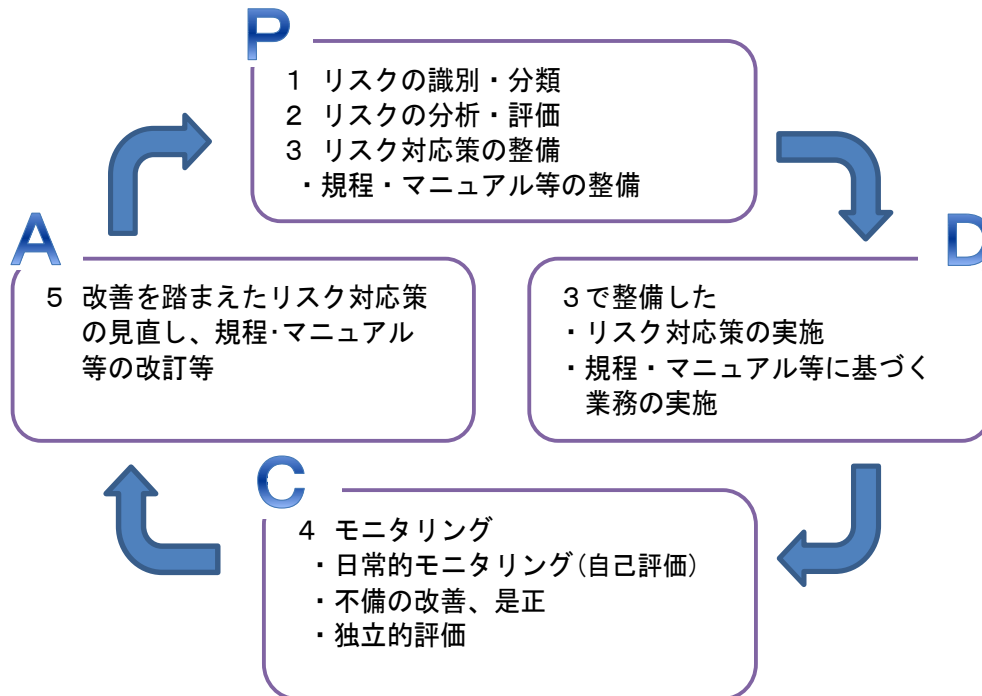 P
1 リスクの識別・分類
2 リスクの分析・評価
3 リスク対応策の整備
・規程・マニュアル等の整備
D
3で整備した
・リスク対応策の実施
・規程・マニュアル等に基づく
業務の実施
C
4 モニタリング
・日常的モニタリング(自己評価)
・不備の改善、是正
・独立的評価
A
5 改善を踏まえたリスク対応策
の見直し、規程・マニュアル
等の改訂等